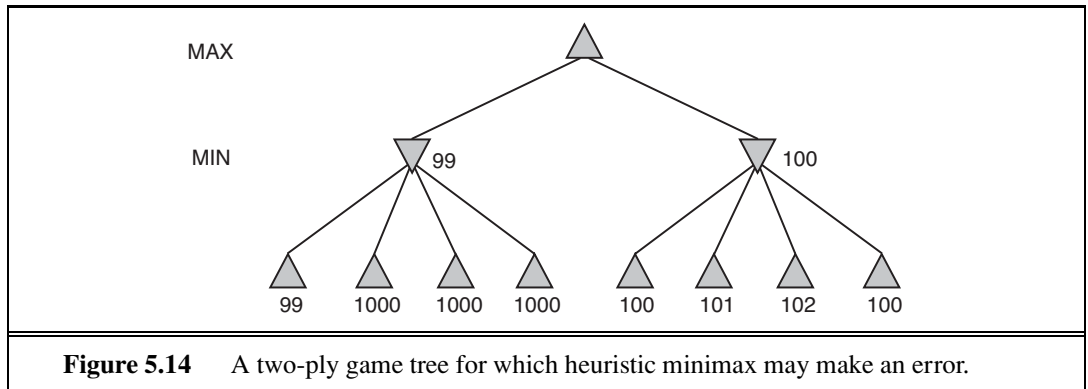 MAX
MIN
99
100
99 1000 1000 1000 100 101 102 100
Figure 5.14 A two-ply game tree for which heuristic minimax may make an error.